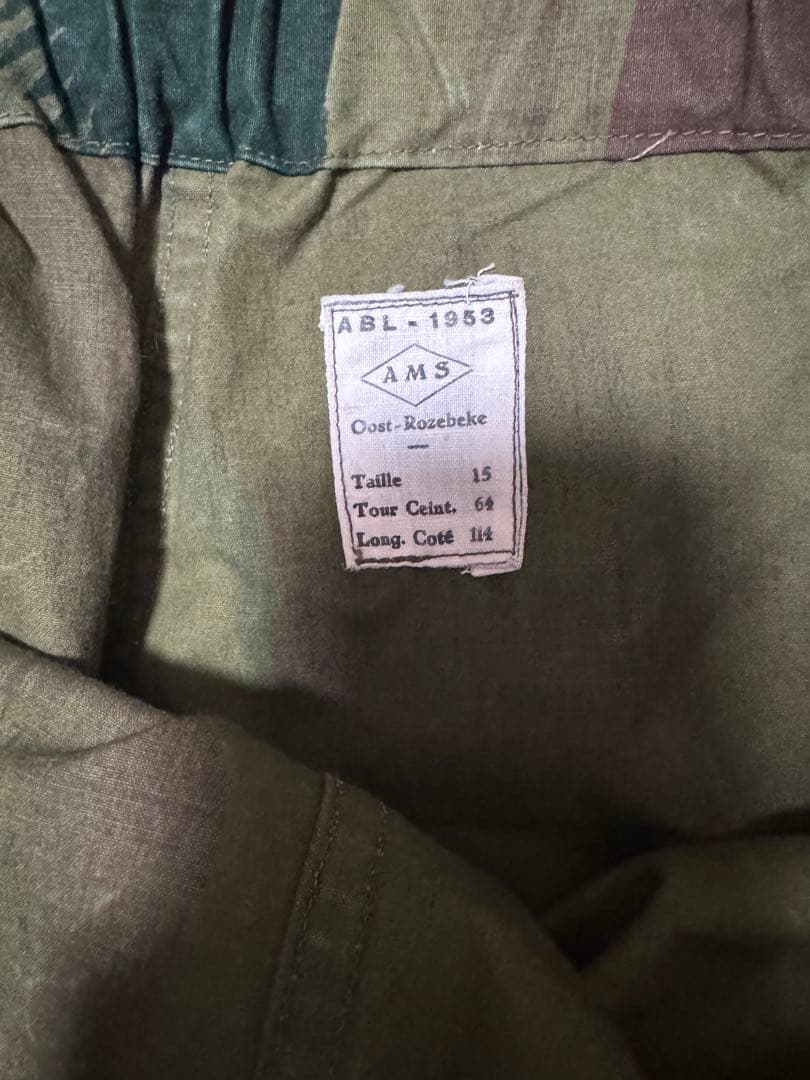 ABL - 1953
AMS
Oost-Rozebeke
Taille 15
Tour Ceint. 64
Long. Coté 114